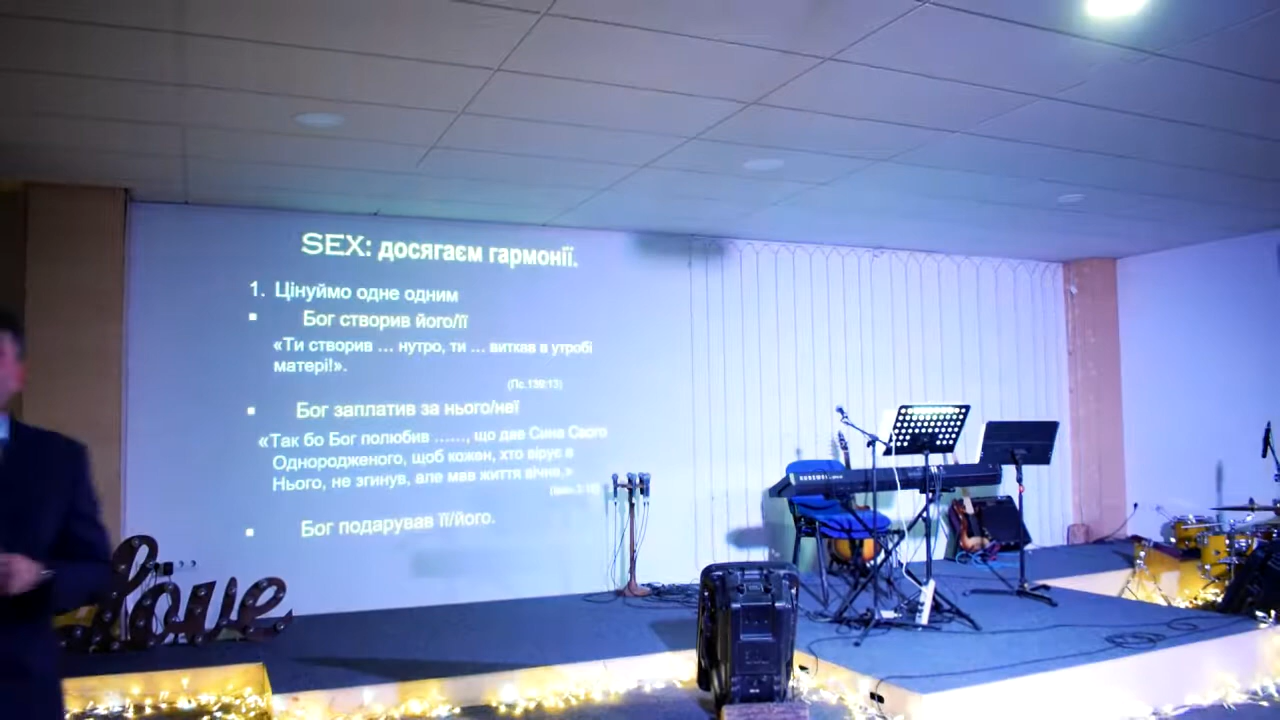 SEX: досягаєм гармонії.
1. Цінуймо одне одним
▪ Бог створив його/її
«Ти створив … нутро, ти … виткав в утробі
матері!».
(Пс.139:13)
▪ Бог заплатив за нього/неї
«Так бо Бог полюбив ……, що дав Сина Свого
Однородженого, щоб кожен, хто вірує в
Нього, не згинув, але мав життя вічне.»
▪ Бог подарував її/його.
love
KURZWEIL